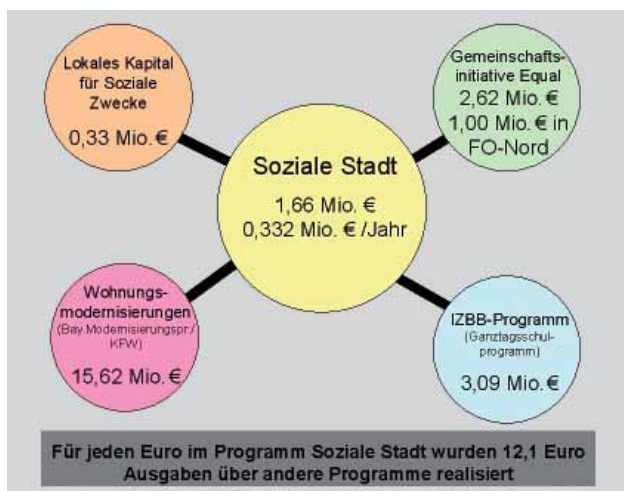 Lokales Kapital
für Soziale
Zwecke
0,33 Mio. €
Gemeinschafts-
initiative Equal
2,62 Mio. €
1,00 Mio. € in
FO-Nord
Soziale Stadt
1,66 Mio. €
0,332 Mio. € /Jahr
Wohnungs-
modernisierungen
(Bay.Modernisierungspr./
KFW)
15,62 Mio. €
IZBB-Programm
(Ganztagsschul-
programm)
3,09 Mio. €
Für jeden Euro im Programm Soziale Stadt wurden 12,1 Euro
Ausgaben über andere Programme realisiert